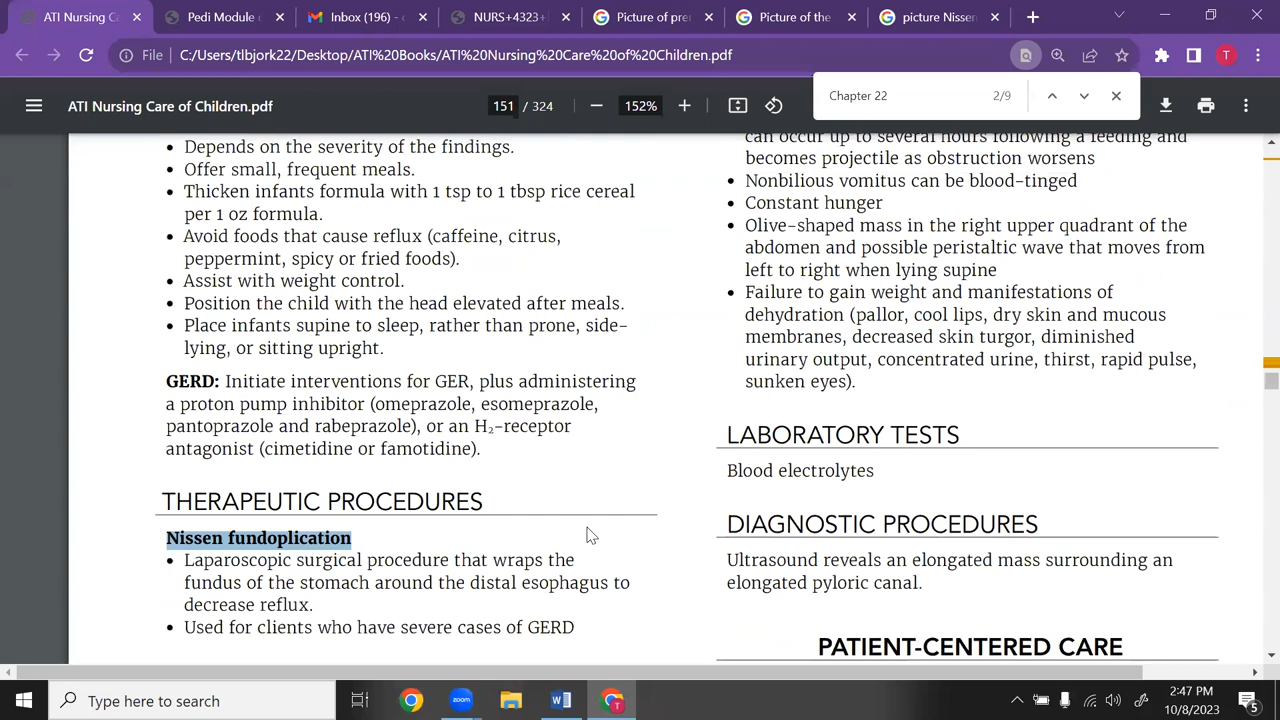 ATI Nursing Ca
Pedi Module
Inbox (196) -
NURS+4323+
Picture of pre
Picture of the
picture Nissen
File
C:/Users/tlbjork22/Desktop/ATI%20Books/ATI%20Nursing%20Care%20of%20Children.pdf
T
ATI Nursing Care of Children.pdf
151 / 324
152%
Chapter 22
2/9
• Depends on the severity of the findings.
• Offer small, frequent meals.
• Thicken infants formula with 1 tsp to 1 tbsp rice cereal
per 1 oz formula.
• Avoid foods that cause reflux (caffeine, citrus,
peppermint, spicy or fried foods).
• Assist with weight control.
• Position the child with the head elevated after meals.
• Place infants supine to sleep, rather than prone, side-
lying, or sitting upright.
GERD: Initiate interventions for GER, plus administering
a proton pump inhibitor (omeprazole, esomeprazole,
pantoprazole and rabeprazole), or an H₂-receptor
antagonist (cimetidine or famotidine).
THERAPEUTIC PROCEDURES
Nissen fundoplication
• Laparoscopic surgical procedure that wraps the
fundus of the stomach around the distal esophagus to
decrease reflux.
• Used for clients who have severe cases of GERD
can occur up to several hours following a feeding and
becomes projectile as obstruction worsens
• Nonbilious vomitus can be blood-tinged
• Constant hunger
• Olive-shaped mass in the right upper quadrant of the
abdomen and possible peristaltic wave that moves from
left to right when lying supine
• Failure to gain weight and manifestations of
dehydration (pallor, cool lips, dry skin and mucous
membranes, decreased skin turgor, diminished
urinary output, concentrated urine, thirst, rapid pulse,
sunken eyes).
LABORATORY TESTS
Blood electrolytes
DIAGNOSTIC PROCEDURES
Ultrasound reveals an elongated mass surrounding an
elongated pyloric canal.
PATIENT-CENTERED CARE
Type here to search
zoom
2:47 PM
10/8/2023
5